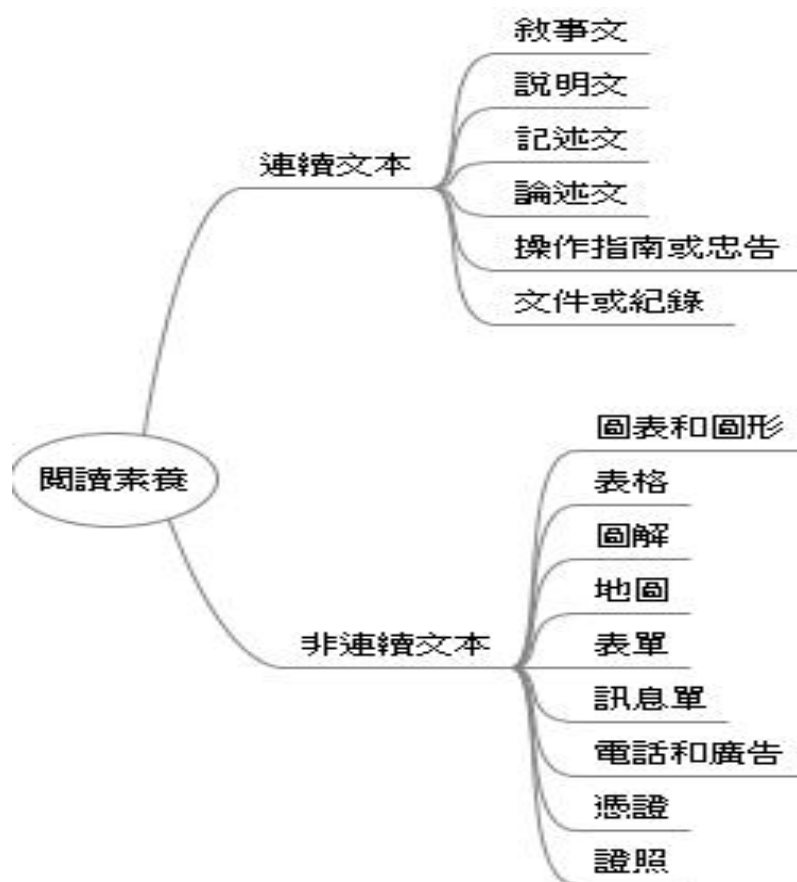 閱讀素養
連續文本
敘事文
說明文
記述文
論述文
操作指南或忠告
文件或紀錄
非連續文本
圖表和圖形
表格
圖解
地圖
表單
訊息單
電話和廣告
憑證
證照